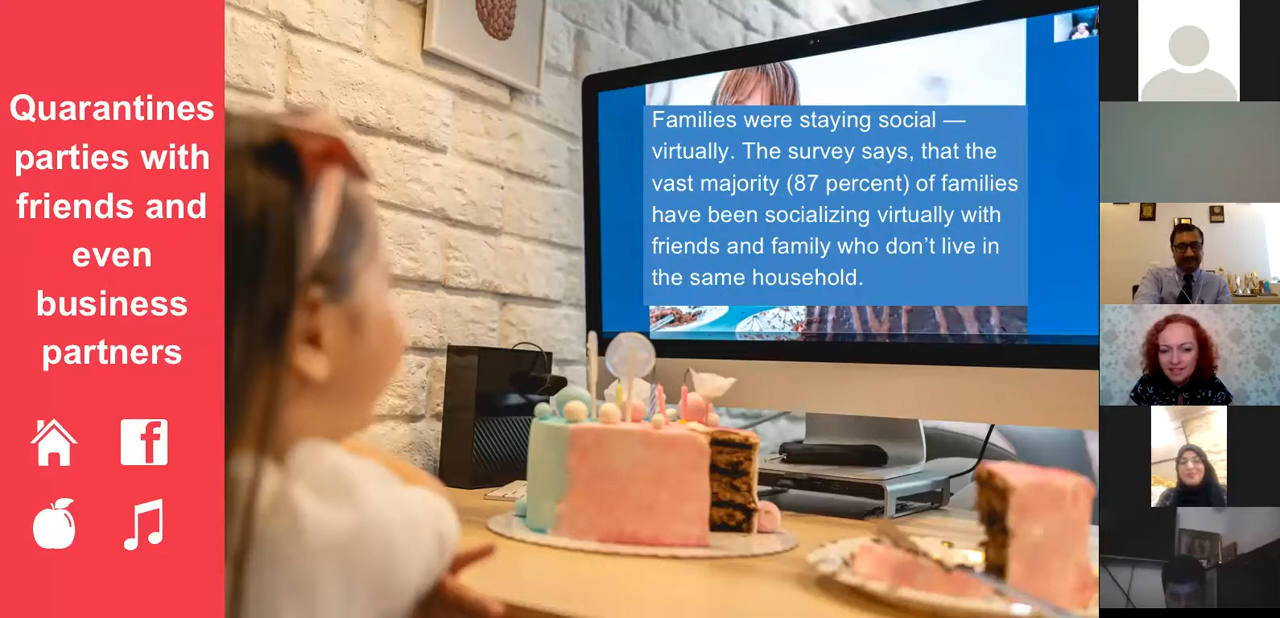 Quarantines
parties with
friends and
even
business
partners
Families were staying social —
virtually. The survey says, that the
vast majority (87 percent) of families
have been socializing virtually with
friends and family who don’t live in
the same household.